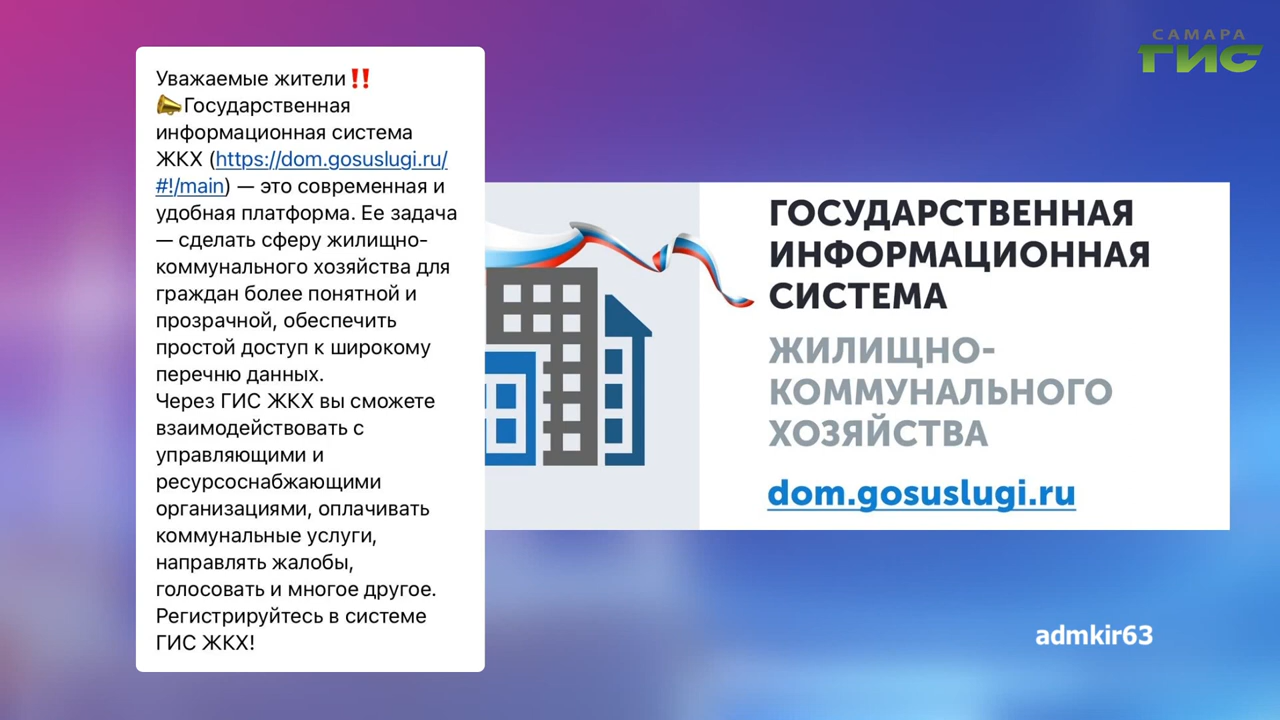 САМАРА
ГИС
Уважаемые жители‼️
📣Государственная
информационная система
ЖКХ (https://dom.gosuslugi.ru/
#!/main) — это современная и
удобная платформа. Ее задача
— сделать сферу жилищно-
коммунального хозяйства для
граждан более понятной и
прозрачной, обеспечить
простой доступ к широкому
перечню данных.
Через ГИС ЖКХ вы сможете
взаимодействовать с
управляющими и
ресурсоснабжающими
организациями, оплачивать
коммунальные услуги,
направлять жалобы,
голосовать и многое другое.
Регистрируйтесь в системе
ГИС ЖКХ!
ГОСУДАРСТВЕННАЯ
ИНФОРМАЦИОННАЯ
СИСТЕМА
ЖИЛИЩНО-
КОММУНАЛЬНОГО
ХОЗЯЙСТВА
dom.gosuslugi.ru
admkir63